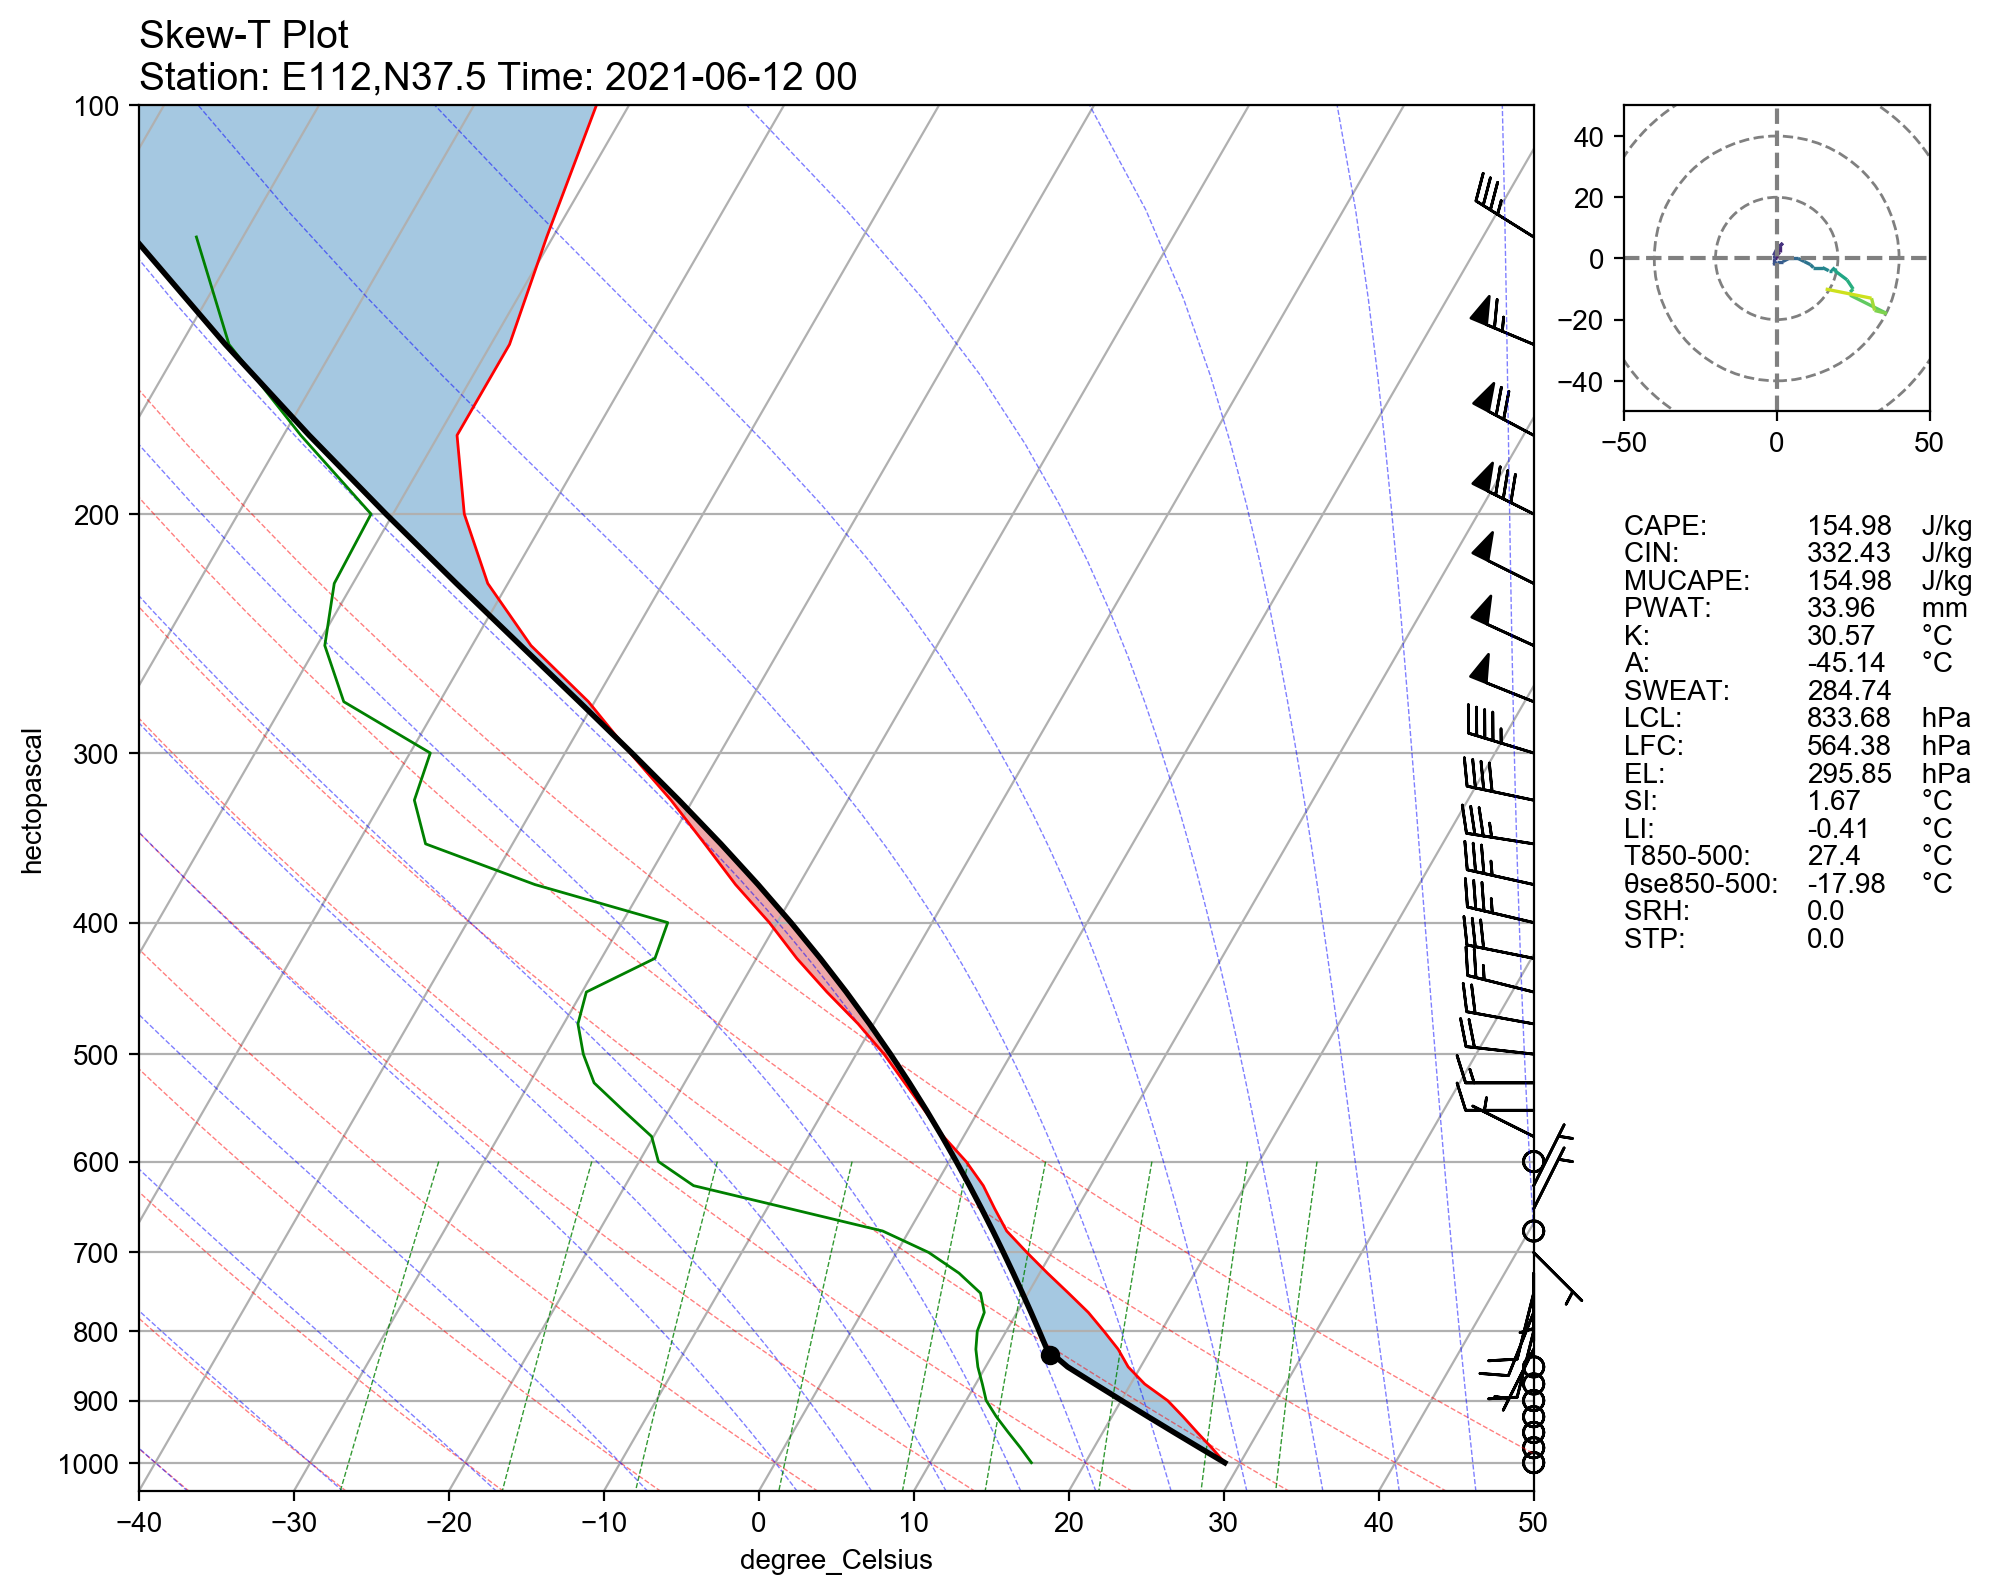 Skew-T Plot
Station: E112,N37.5 Time: 2021-06-12 00
100
200
300
400
500
600
700
800
900
1000
hectopascal
−40 −30 −20 −10 0 10 20 30 40 50
degree_Celsius
40
20
0
−20
−40
−50 0 50
CAPE: 154.98 J/kg
CIN: 332.43 J/kg
MUCAPE: 154.98 J/kg
PWAT: 33.96 mm
K: 30.57 °C
A: -45.14 °C
SWEAT: 284.74
LCL: 833.68 hPa
LFC: 564.38 hPa
EL: 295.85 hPa
SI: 1.67 °C
LI: -0.41 °C
T850-500: 27.4 °C
θse850-500: -17.98 °C
SRH: 0.0
STP: 0.0